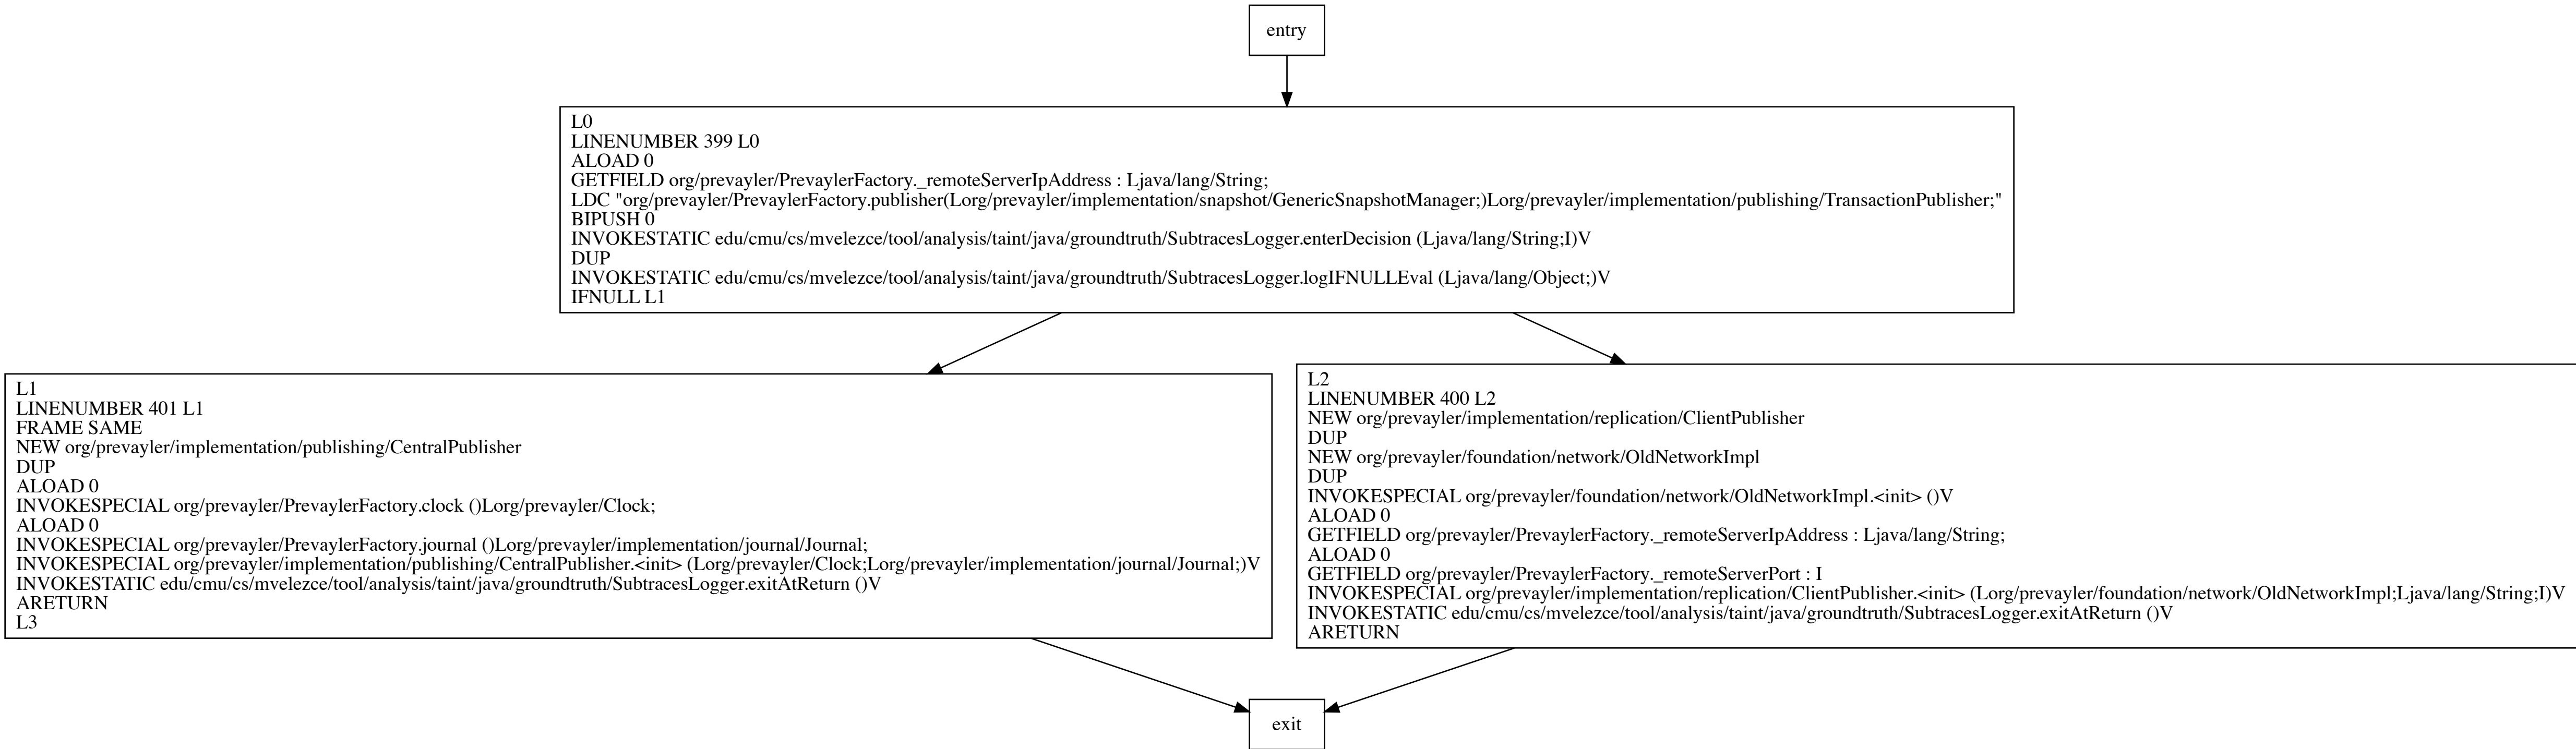 entry
L0
LINENUMBER 399 L0
ALOAD 0
GETFIELD org/prevayler/PrevaylerFactory._remoteServerIpAddress : Ljava/lang/String;
LDC "org/prevayler/PrevaylerFactory.publisher(Lorg/prevayler/implementation/snapshot/GenericSnapshotManager;)Lorg/prevayler/implementation/publishing/TransactionPublisher;"
BIPUSH 0
INVOKESTATIC edu/cmu/cs/mvelezce/tool/analysis/taint/java/groundtruth/SubtracesLogger.enterDecision (Ljava/lang/String;I)V
DUP
INVOKESTATIC edu/cmu/cs/mvelezce/tool/analysis/taint/java/groundtruth/SubtracesLogger.logIFNULLEval (Ljava/lang/Object;)V
IFNULL L1
L1
LINENUMBER 401 L1
FRAME SAME
NEW org/prevayler/implementation/publishing/CentralPublisher
DUP
ALOAD 0
INVOKESPECIAL org/prevayler/PrevaylerFactory.clock ()Lorg/prevayler/Clock;
ALOAD 0
INVOKESPECIAL org/prevayler/PrevaylerFactory.journal ()Lorg/prevayler/implementation/journal/Journal;
INVOKESPECIAL org/prevayler/implementation/publishing/CentralPublisher.<init> (Lorg/prevayler/Clock;Lorg/prevayler/implementation/journal/Journal;)V
INVOKESTATIC edu/cmu/cs/mvelezce/tool/analysis/taint/java/groundtruth/SubtracesLogger.exitAtReturn ()V
ARETURN
L3
L2
LINENUMBER 400 L2
NEW org/prevayler/implementation/replication/ClientPublisher
DUP
NEW org/prevayler/foundation/network/OldNetworkImpl
DUP
INVOKESPECIAL org/prevayler/foundation/network/OldNetworkImpl.<init> ()V
ALOAD 0
GETFIELD org/prevayler/PrevaylerFactory._remoteServerIpAddress : Ljava/lang/String;
ALOAD 0
GETFIELD org/prevayler/PrevaylerFactory._remoteServerPort : I
INVOKESPECIAL org/prevayler/implementation/replication/ClientPublisher.<init> (Lorg/prevayler/foundation/network/OldNetworkImpl;Ljava/lang/String;I)V
INVOKESTATIC edu/cmu/cs/mvelezce/tool/analysis/taint/java/groundtruth/SubtracesLogger.exitAtReturn ()V
ARETURN
exit